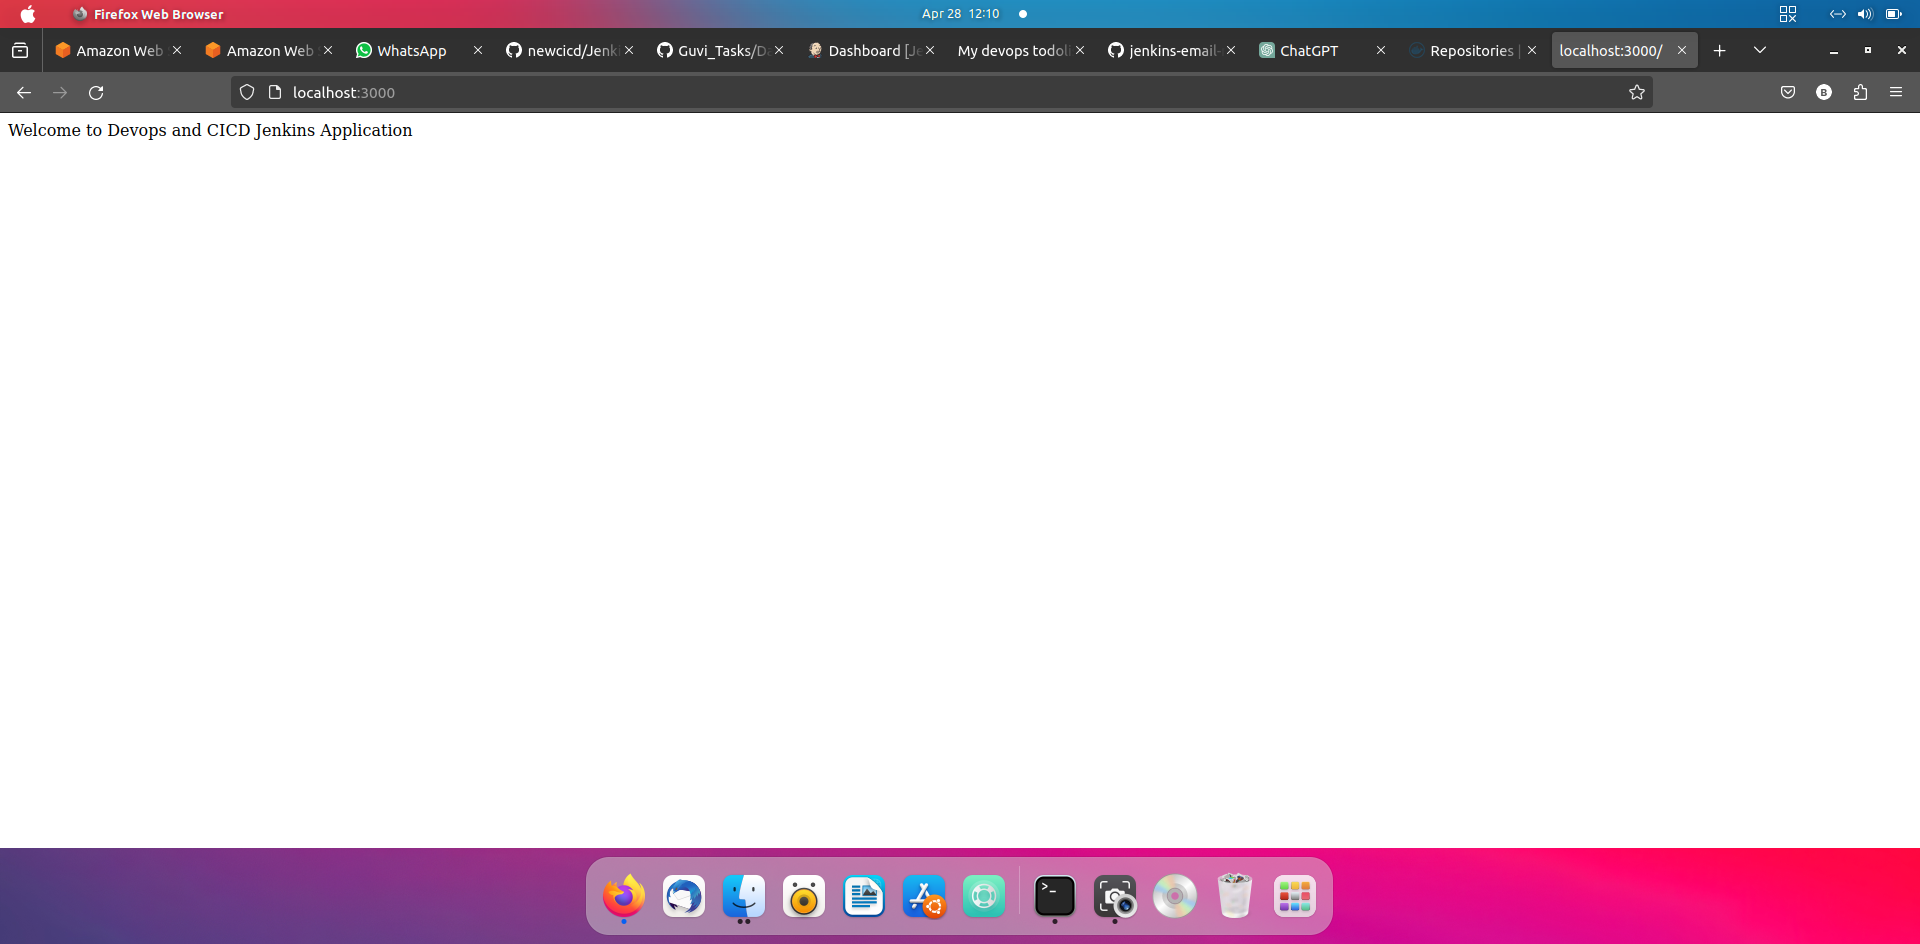 Firefox Web Browser
Apr 28 12:10
Amazon Web
Amazon Web
WhatsApp
newcicd/Jenk
Guvi_Tasks/D
Dashboard [Je
My devops todoli
jenkins-email-
ChatGPT
Repositories |
localhost:3000/
localhost:3000
B
Welcome to Devops and CICD Jenkins Application
>_